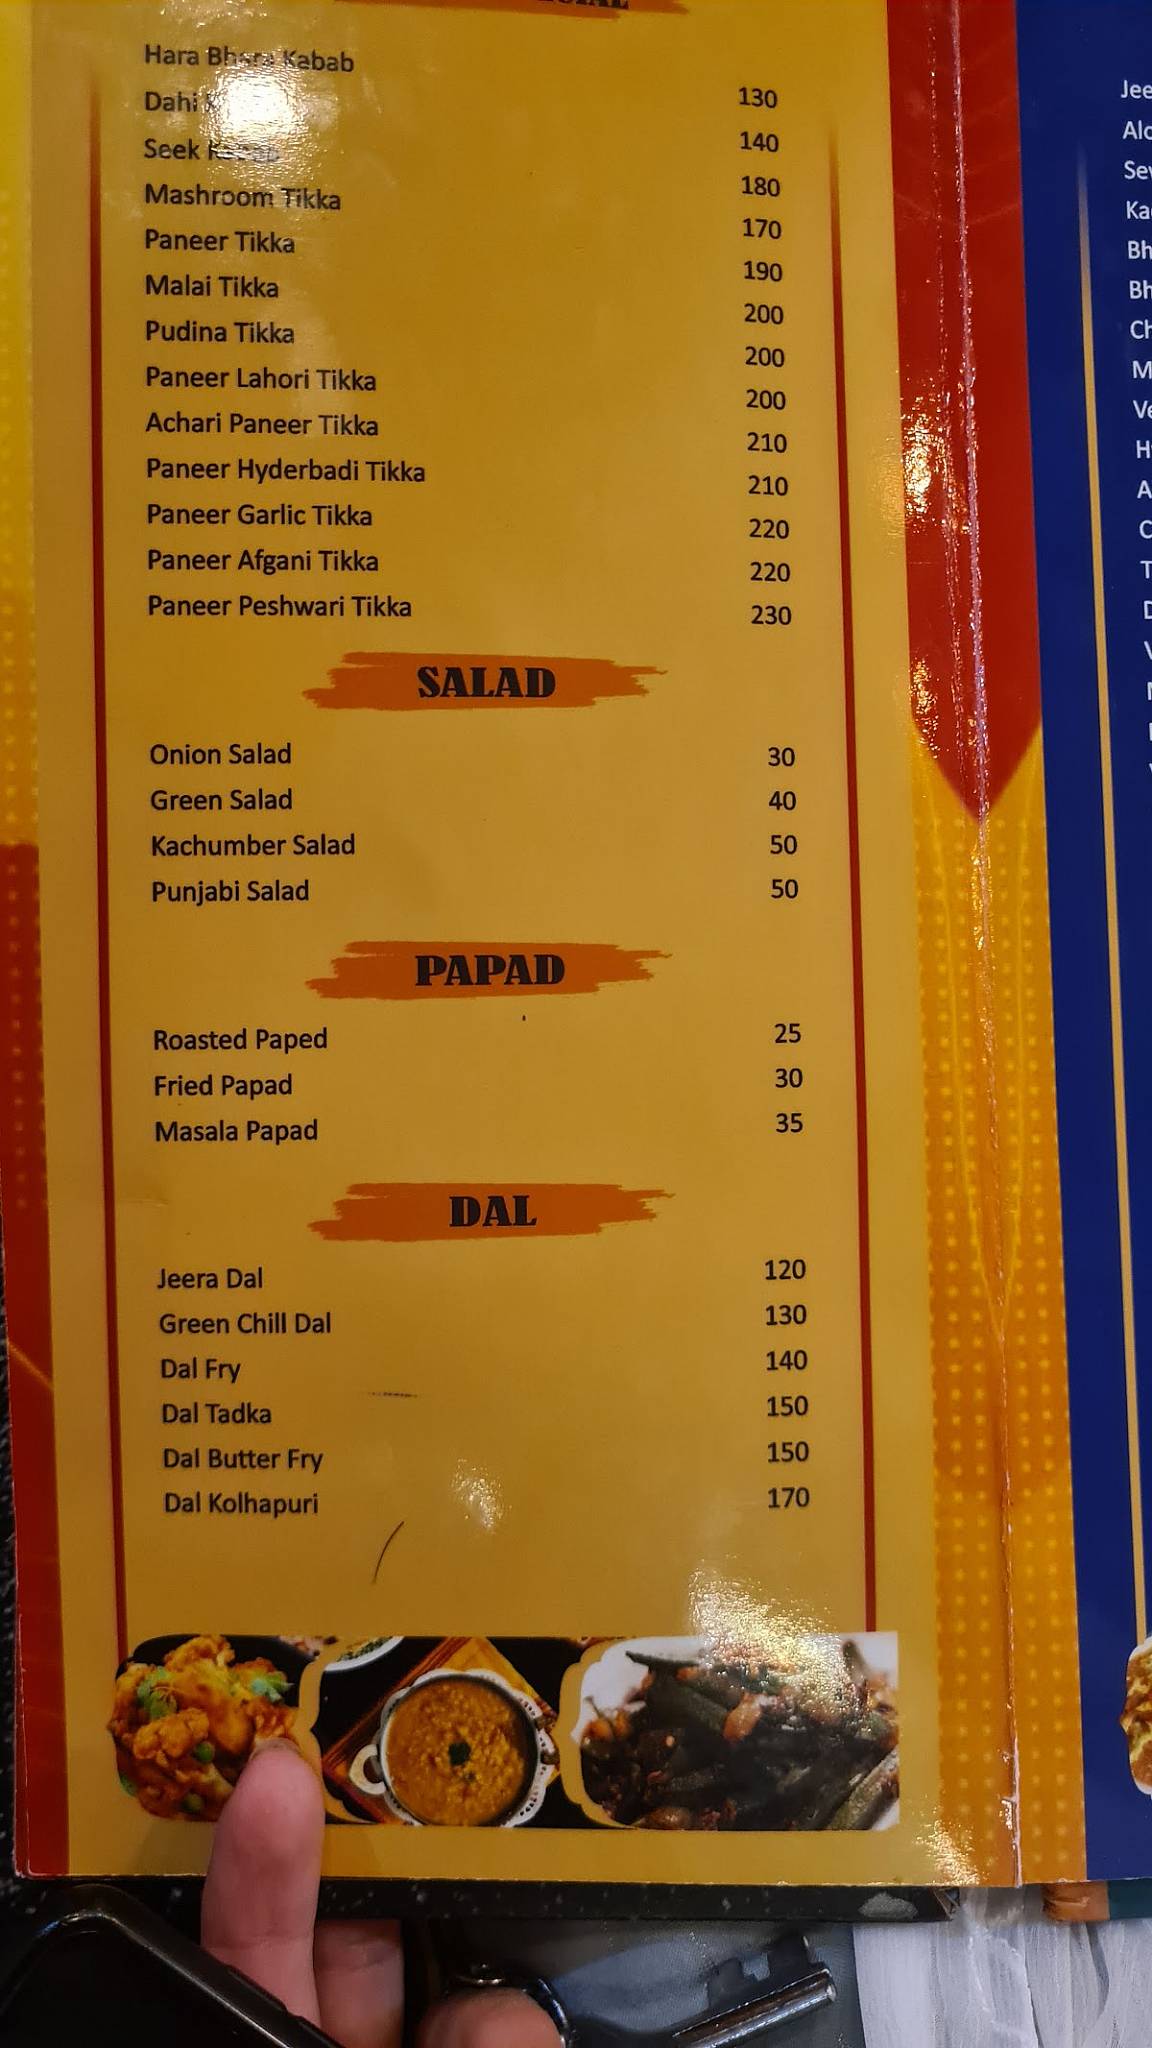 Hara Bhara Kabab 130
Dahi 140
Seek Kabab 180
Mashroom Tikka 170
Paneer Tikka 190
Malai Tikka 200
Pudina Tikka 200
Paneer Lahori Tikka 200
Achari Paneer Tikka 210
Paneer Hyderbadi Tikka 210
Paneer Garlic Tikka 220
Paneer Afgani Tikka 220
Paneer Peshwari Tikka 230
SALAD
Onion Salad 30
Green Salad 40
Kachumber Salad 50
Punjabi Salad 50
PAPAD
Roasted Paped 25
Fried Papad 30
Masala Papad 35
DAL
Jeera Dal 120
Green Chill Dal 130
Dal Fry 140
Dal Tadka 150
Dal Butter Fry 150
Dal Kolhapuri 170